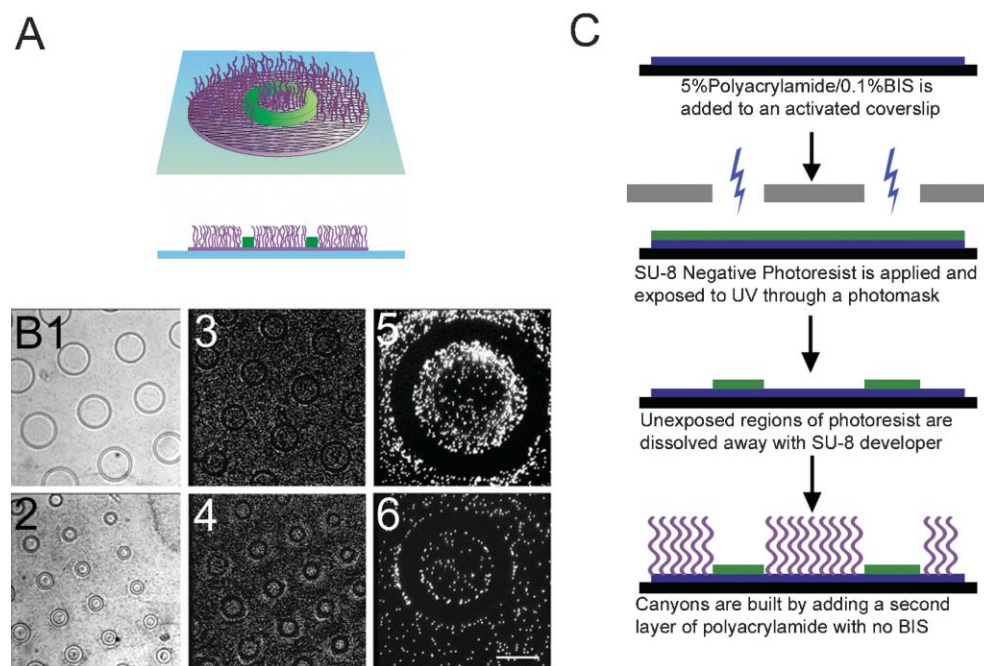 A
B1
3
5
2
4
6
C
5%Polyacrylamide/0.1%BIS is
added to an activated coverslip
SU-8 Negative Photoresist is applied and
exposed to UV through a photomask
Unexposed regions of photoresist are
dissolved away with SU-8 developer
Canyons are built by adding a second
layer of polyacrylamide with no BIS